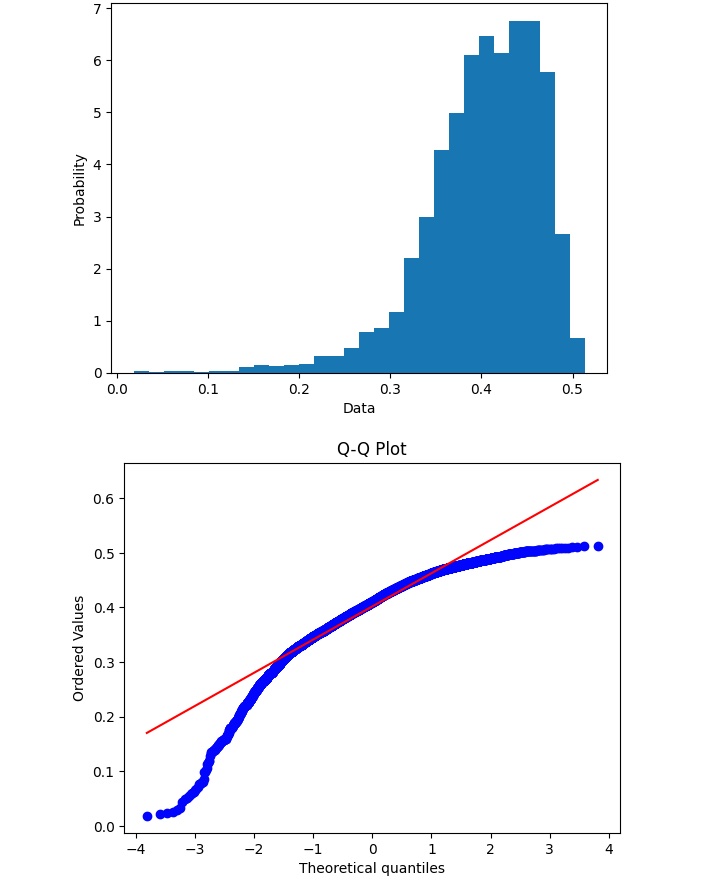 7
6
5
4
3
2
1
0
Probability
0.0 0.1 0.2 0.3 0.4 0.5
Data
Q-Q Plot
0.6
0.5
0.4
0.3
0.2
0.1
0.0
Ordered Values
−4 −3 −2 −1 0 1 2 3 4
Theoretical quantiles